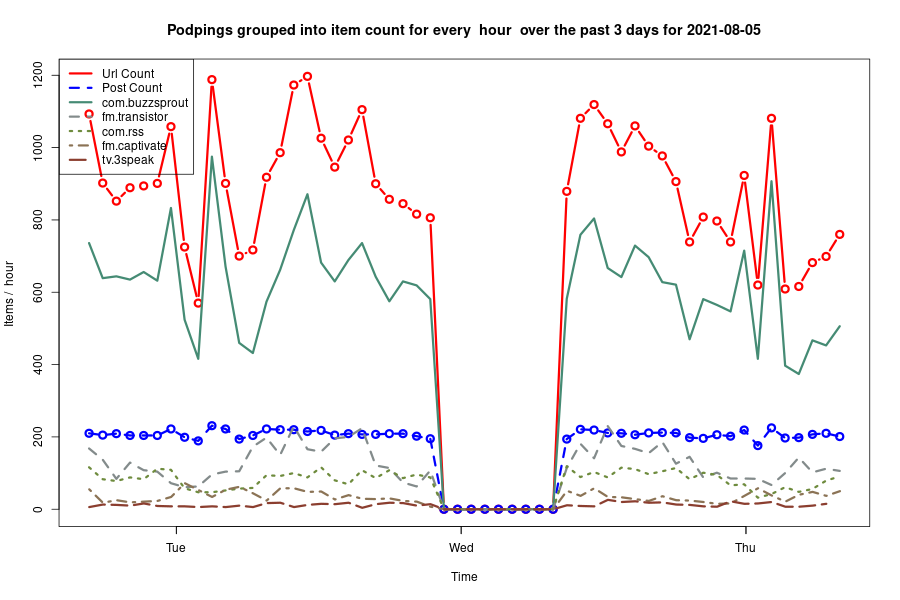 Podpings grouped into item count for every  hour  over the past 3 days for 2021-08-05
Url Count
Post Count
com.buzzsprout
fm.transistor
com.rss
fm.captivate
tv.3speak
Items /  hour
1200
1000
800
600
400
200
0
Tue
Wed
Thu
Time